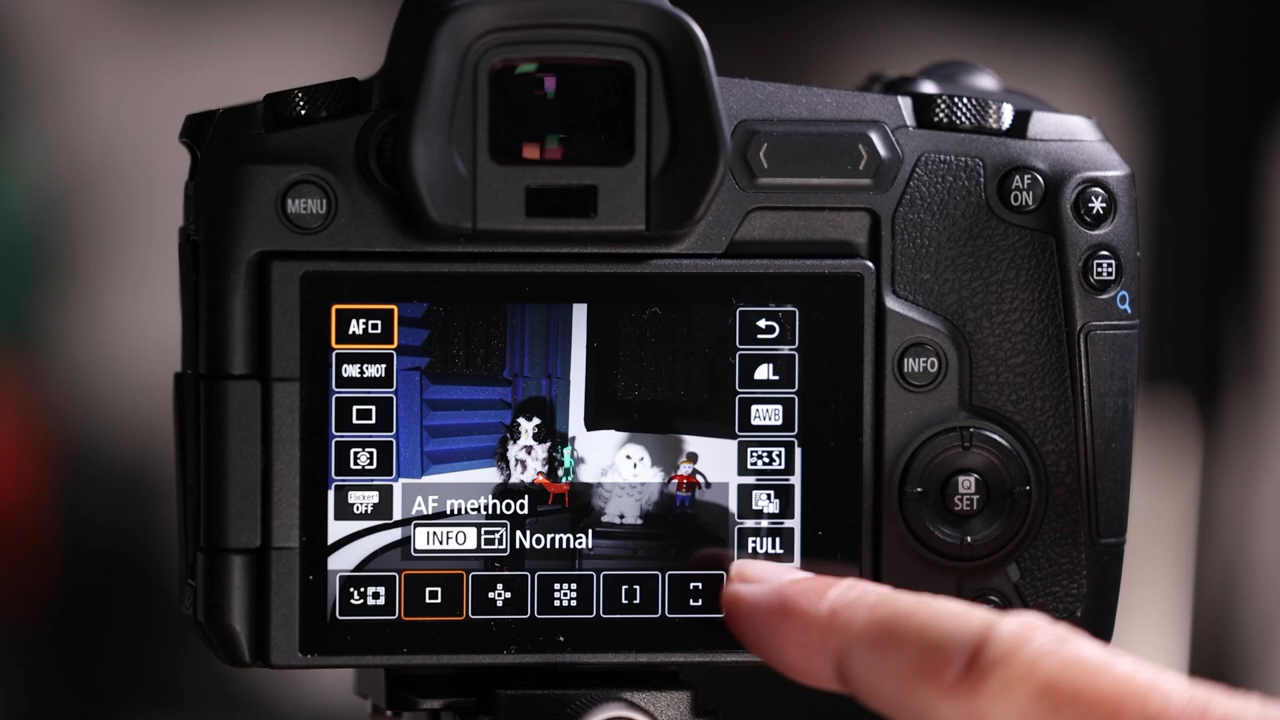 MENU
AF
ON
INFO
Q
SET
AF
ONE SHOT
L
AWB
S
Flicker!
OFF
AF method
INFO Normal
FULL